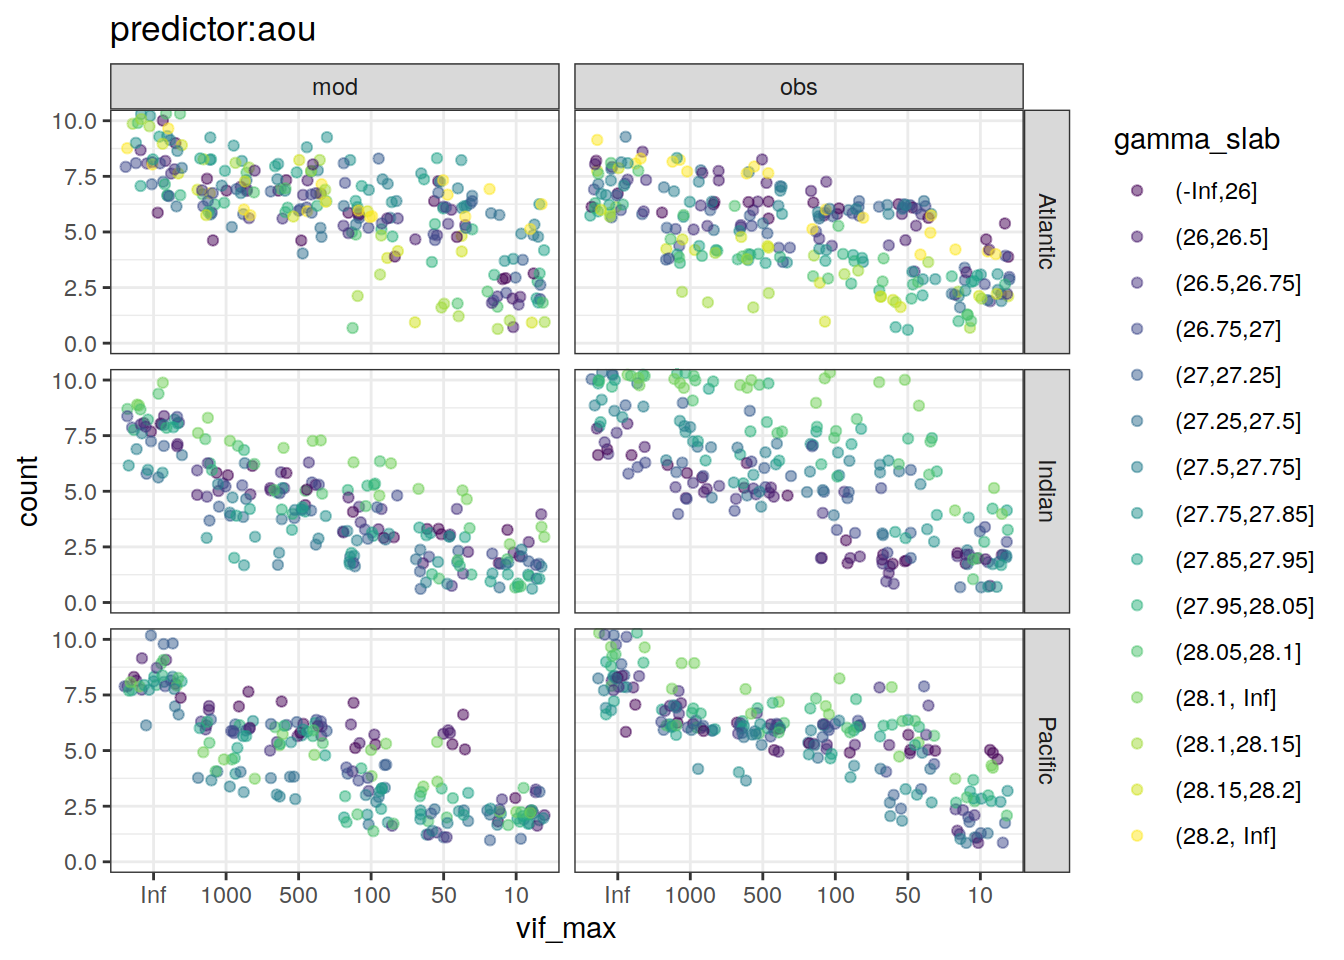 predictor:aou
mod
obs
10.0
7.5
5.0
2.5
0.0
Atlantic
10.0
7.5
5.0
2.5
0.0
Indian
10.0
7.5
5.0
2.5
0.0
Pacific
count
Inf 1000 500 100 50 10
Inf 1000 500 100 50 10
vif_max
gamma_slab
(-Inf,26]
(26,26.5]
(26.5,26.75]
(26.75,27]
(27,27.25]
(27.25,27.5]
(27.5,27.75]
(27.75,27.85]
(27.85,27.95]
(27.95,28.05]
(28.05,28.1]
(28.1, Inf]
(28.1,28.15]
(28.15,28.2]
(28.2, Inf]